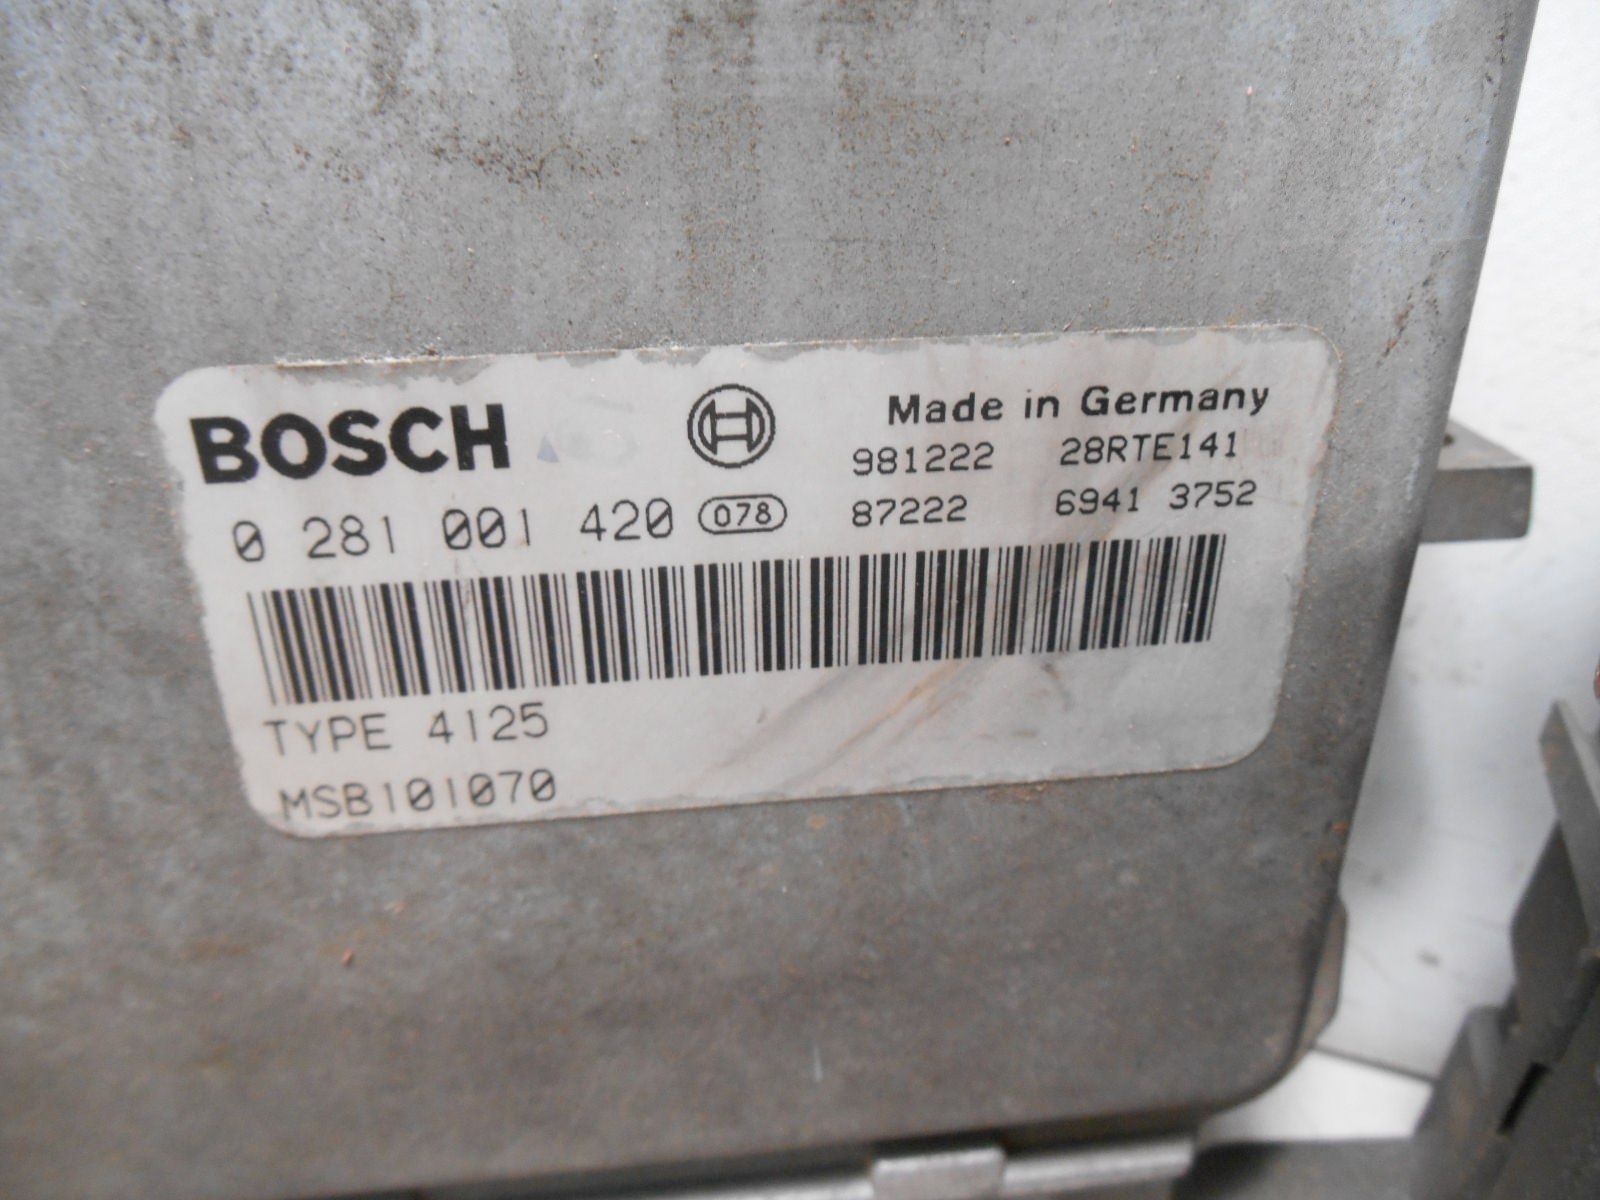 BOSCH
Made in Germany
981222 28RTE141
0 281 001 420 078 87222 6941 3752
TYPE 4125
MSB101070